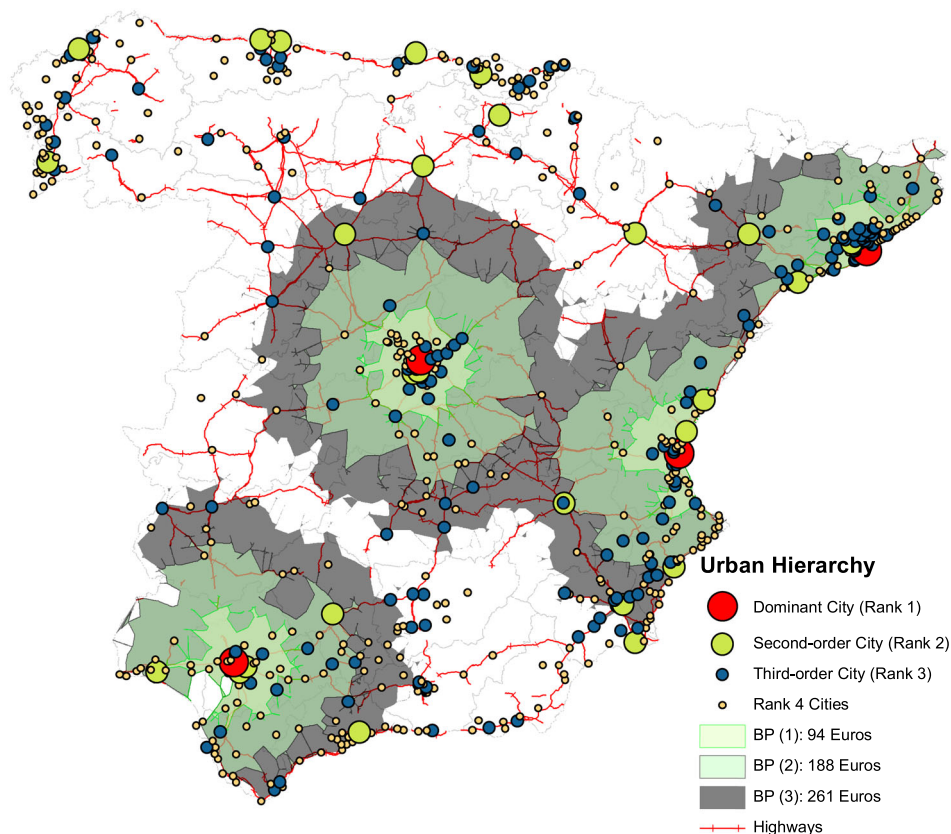 Urban Hierarchy
Dominant City (Rank 1)
Second-order City (Rank 2)
Third-order City (Rank 3)
Rank 4 Cities
BP (1): 94 Euros
BP (2): 188 Euros
BP (3): 261 Euros
Highways